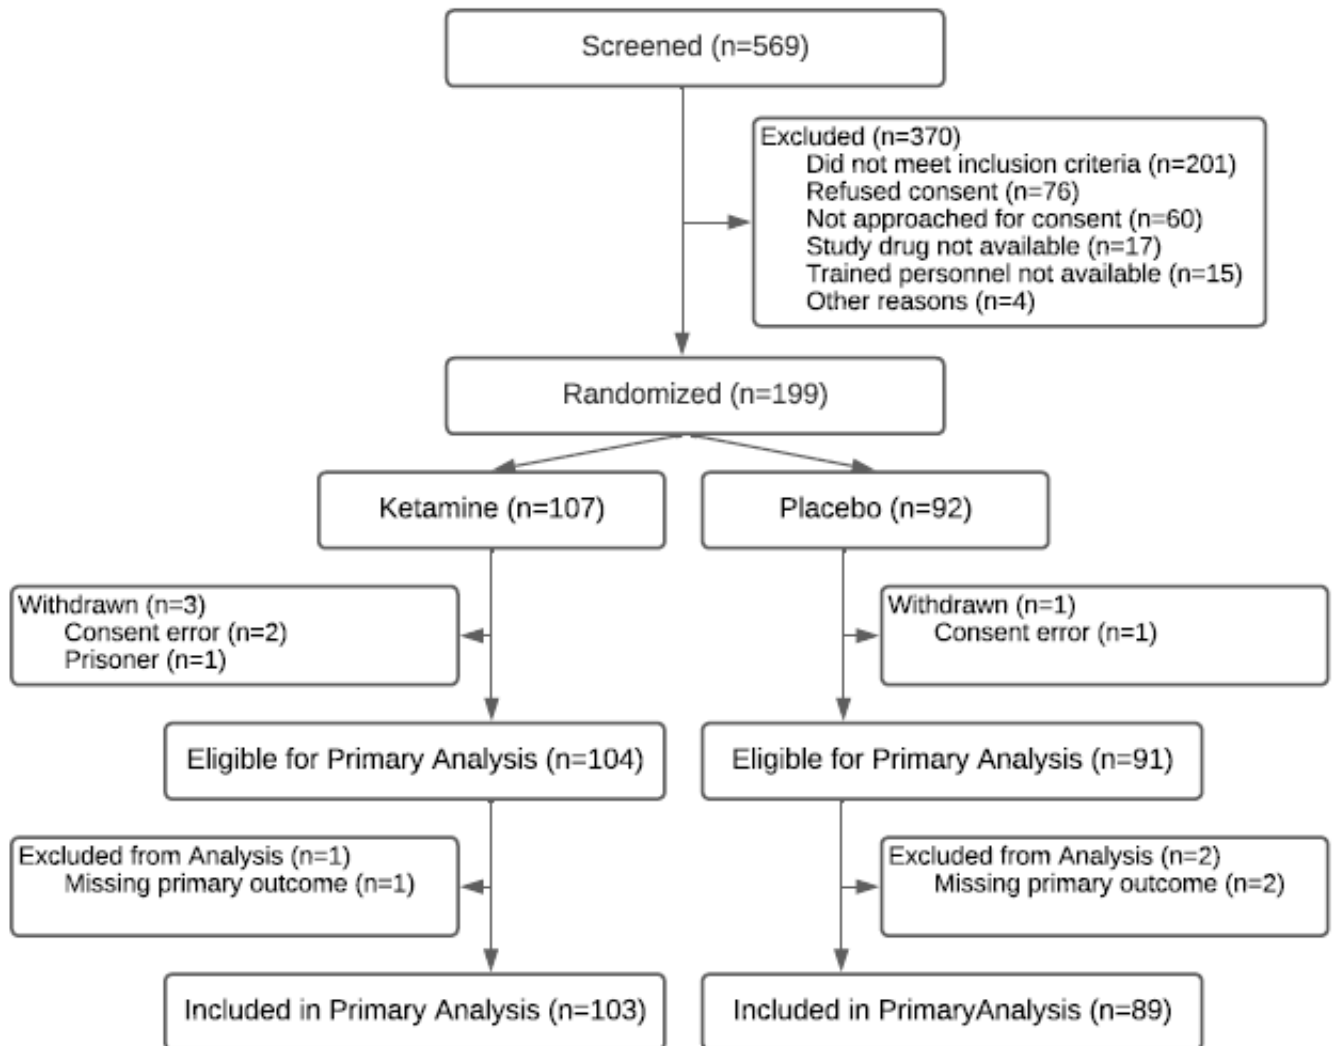 Screened (n=569)
Excluded (n=370)
Did not meet inclusion criteria (n=201)
Refused consent (n=76)
Not approached for consent (n=60)
Study drug not available (n=17)
Trained personnel not available (n=15)
Other reasons (n=4)
Randomized (n=199)
Ketamine (n=107)
Placebo (n=92)
Withdrawn (n=3)
Consent error (n=2)
Prisoner (n=1)
Withdrawn (n=1)
Consent error (n=1)
Eligible for Primary Analysis (n=104)
Eligible for Primary Analysis (n=91)
Excluded from Analysis (n=1)
Missing primary outcome (n=1)
Excluded from Analysis (n=2)
Missing primary outcome (n=2)
Included in Primary Analysis (n=103)
Included in PrimaryAnalysis (n=89)